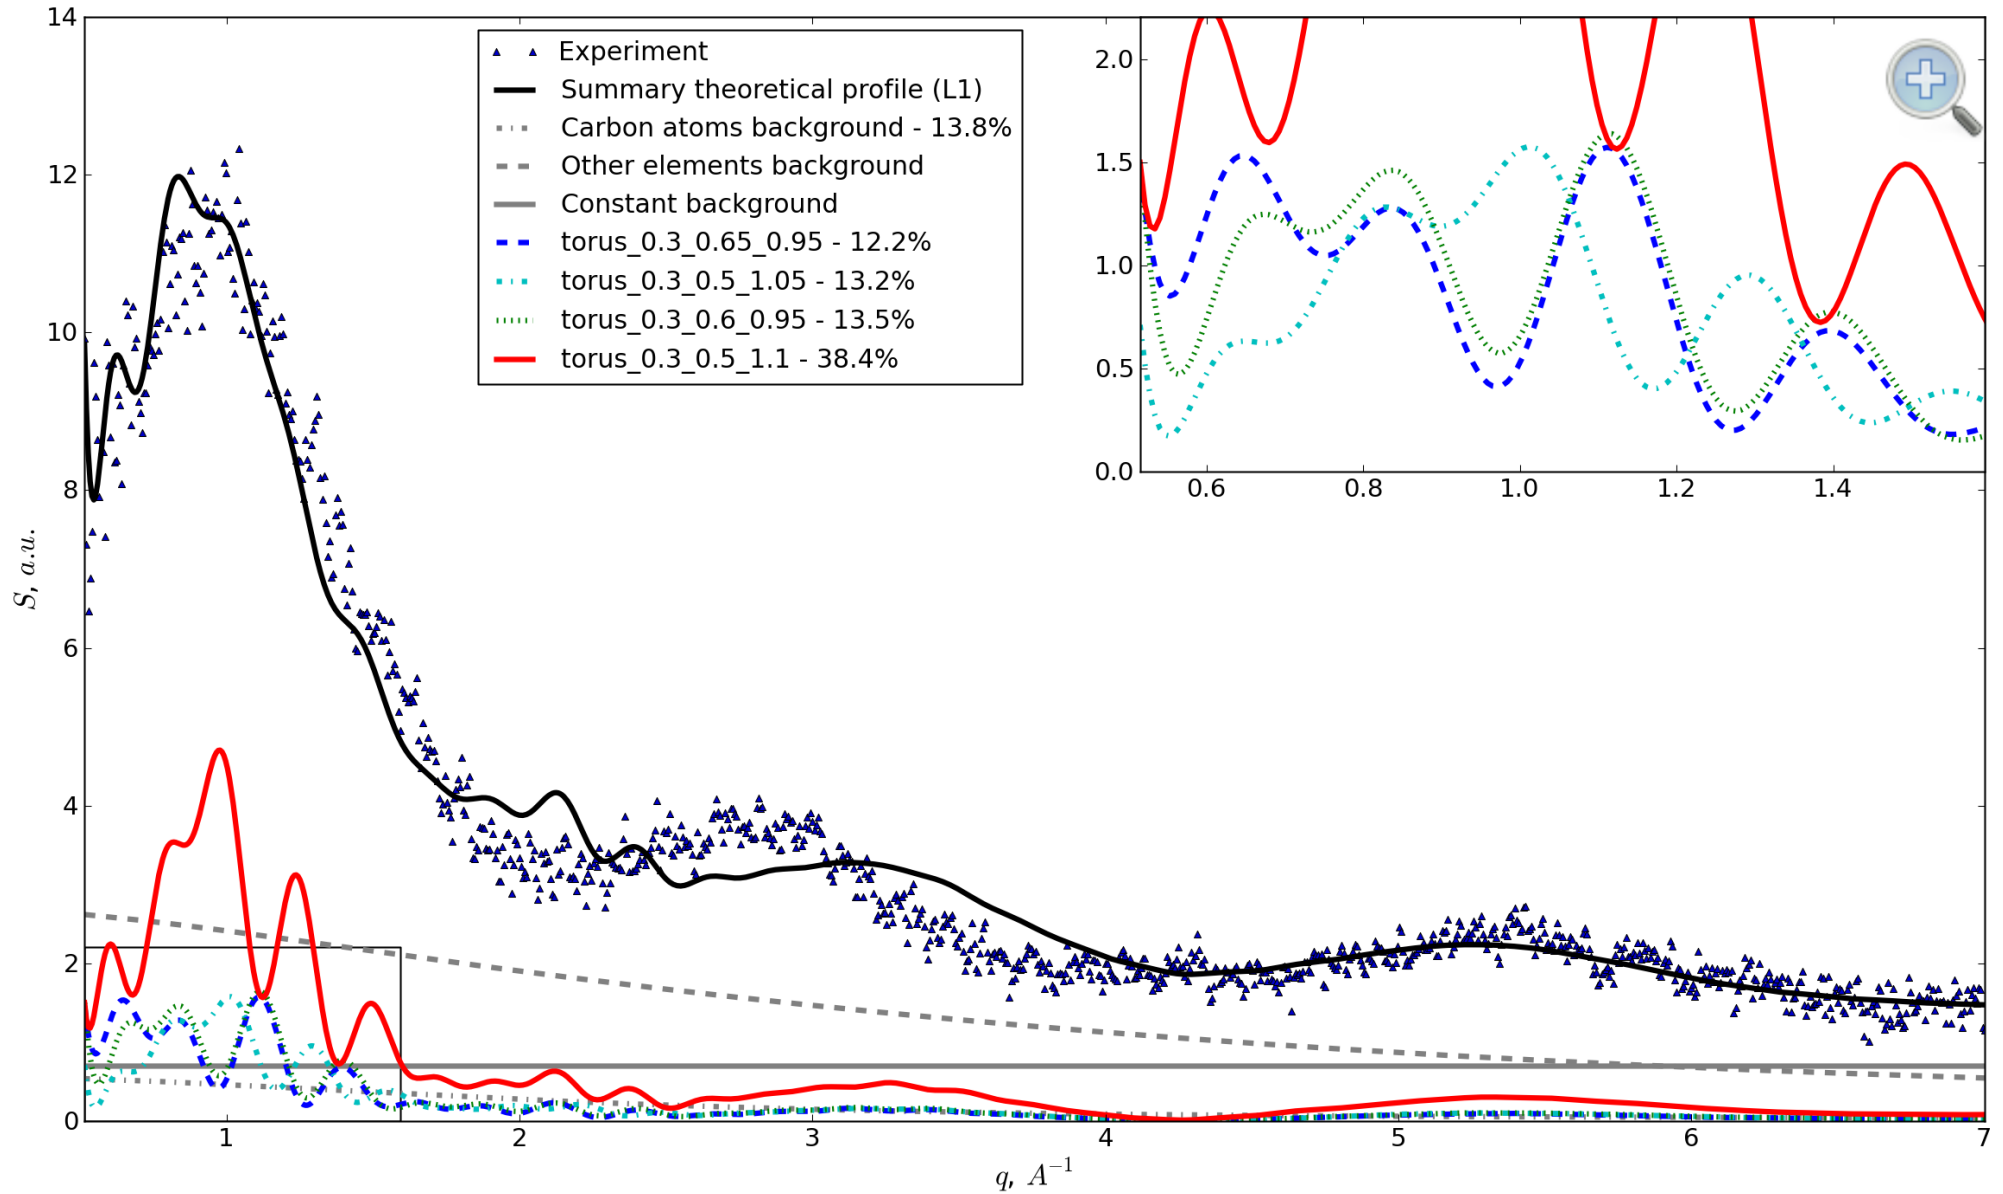 14
12
10
8
6
4
2
0
S, a.u.
Experiment
Summary theoretical profile (L1)
Carbon atoms background - 13.8%
Other elements background
Constant background
torus_0.3_0.65_0.95 - 12.2%
torus_0.3_0.5_1.05 - 13.2%
torus_0.3_0.6_0.95 - 13.5%
torus_0.3_0.5_1.1 - 38.4%
2.0
1.5
1.0
0.5
0.0
0.6 0.8 1.0 1.2 1.4
1 2 3 4 5 6 7
q, A⁻¹